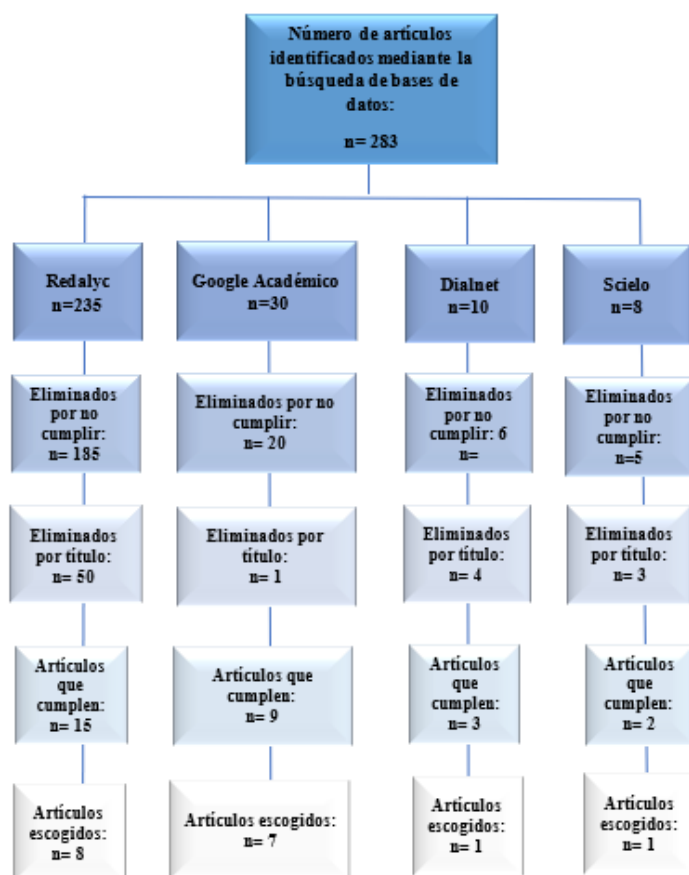 Número de artículos
identificados mediante la
búsqueda de bases de
datos:
n= 283
Redalyc
n=235
Google Académico
n=30
Dialnet
n=10
Scielo
n=8
Eliminados
por no
cumplir:
n= 185
Eliminados por no
cumplir:
n= 20
Eliminados
por no
cumplir: 6
n=
Eliminados
por no
cumplir:
n=5
Eliminados
por título:
n= 50
Eliminados por
título:
n= 1
Eliminados
por título:
n= 4
Eliminados
por título:
n= 3
Artículos
que
cumplen:
n= 15
Artículos que
cumplen:
n= 9
Artículos
que
cumplen:
n= 3
Artículos
que
cumplen:
n= 2
Artículos
escogidos:
n= 8
Artículos escogidos:
n= 7
Artículos
escogidos:
n= 1
Artículos
escogidos:
n= 1